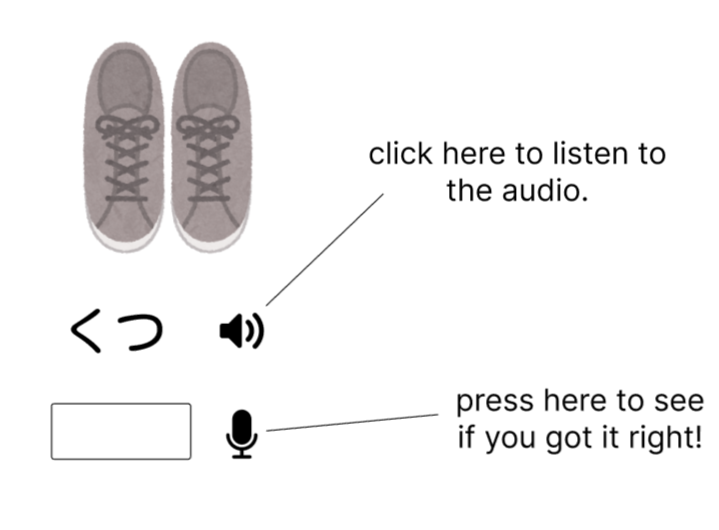 click here to listen to
the audio.
くつ
press here to see
if you got it right!